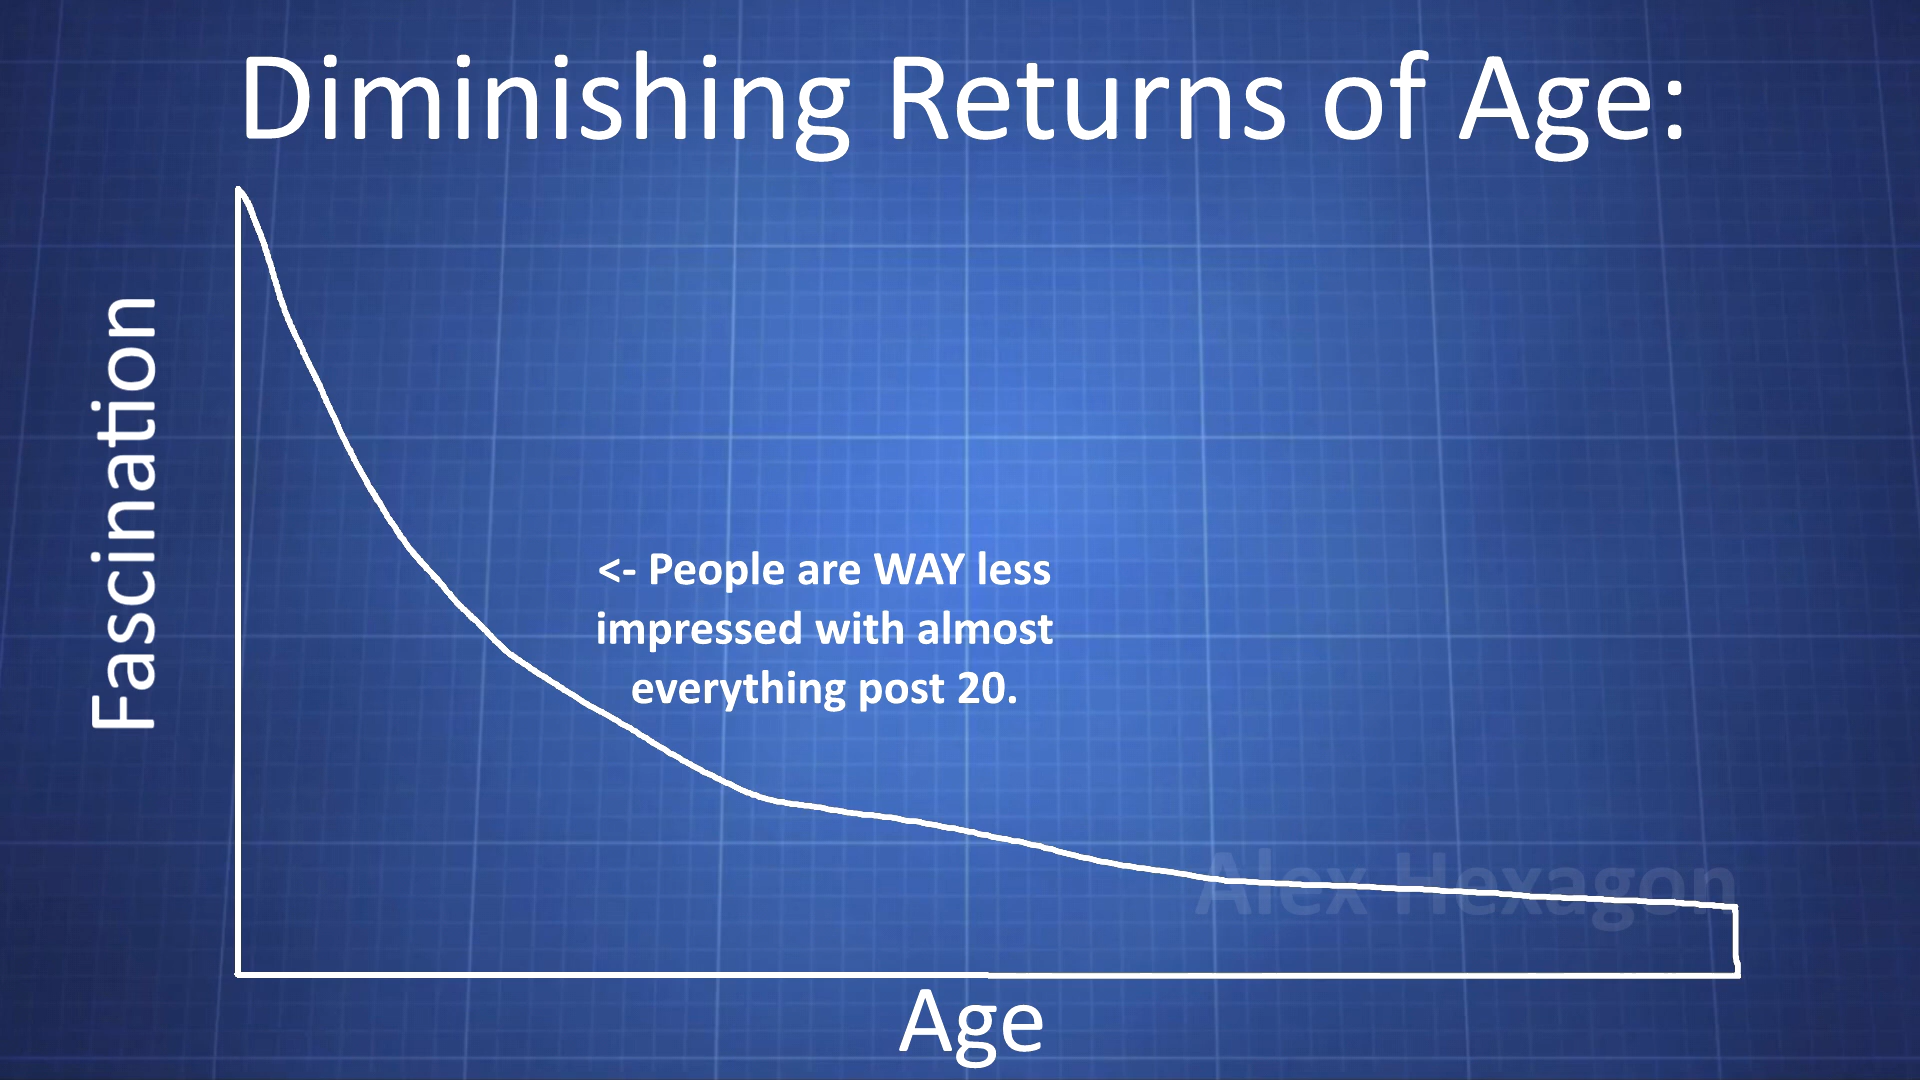 Diminishing Returns of Age:
Fascination
<- People are WAY less
impressed with almost
everything post 20.
Alex Hexagon
Age